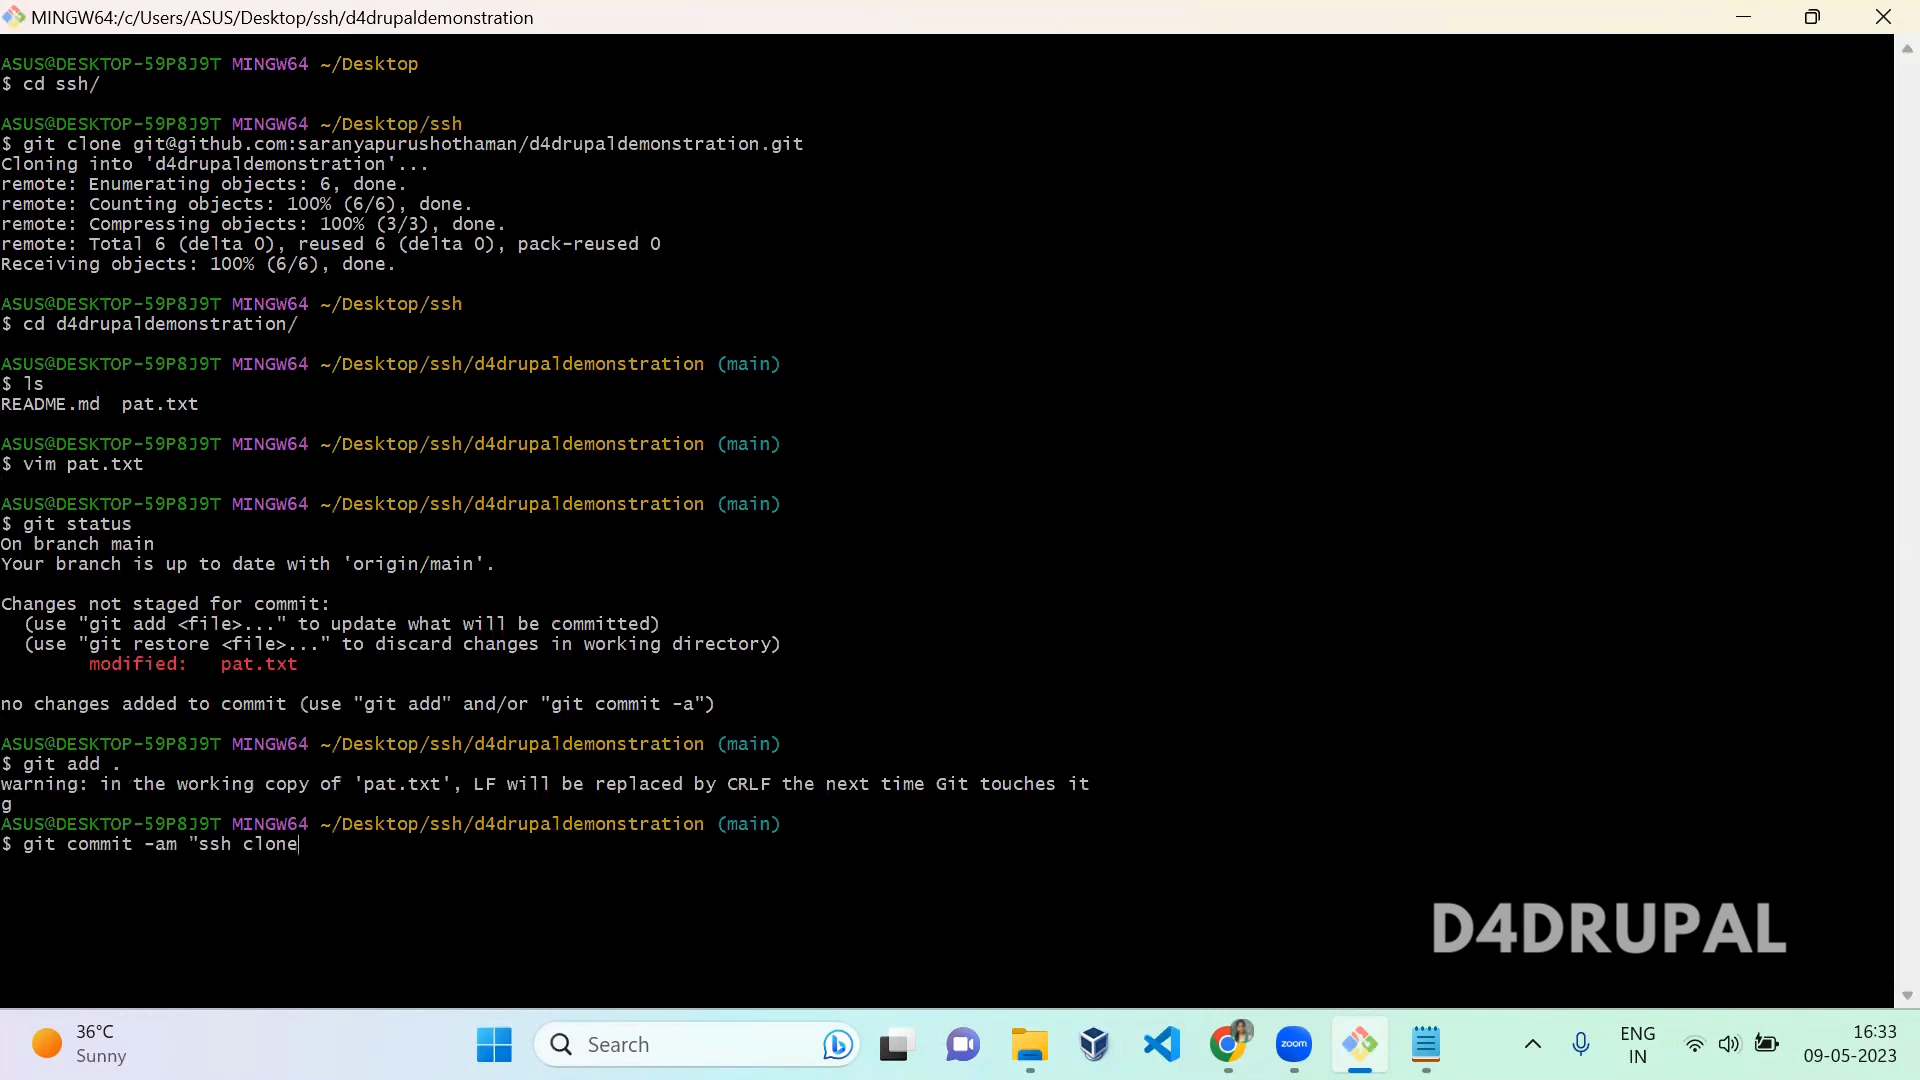 MINGW64:/c/Users/ASUS/Desktop/ssh/d4drupaldemonstration
ASUS@DESKTOP-59P8J9T MINGW64 ~/Desktop
$ cd ssh/
ASUS@DESKTOP-59P8J9T MINGW64 ~/Desktop/ssh
$ git clone git@github.com:saranyapurushothaman/d4drupaldemonstration.git
Cloning into 'd4drupaldemonstration'...
remote: Enumerating objects: 6, done.
remote: Counting objects: 100% (6/6), done.
remote: Compressing objects: 100% (3/3), done.
remote: Total 6 (delta 0), reused 6 (delta 0), pack-reused 0
Receiving objects: 100% (6/6), done.
ASUS@DESKTOP-59P8J9T MINGW64 ~/Desktop/ssh
$ cd d4drupaldemonstration/
ASUS@DESKTOP-59P8J9T MINGW64 ~/Desktop/ssh/d4drupaldemonstration (main)
$ ls
README.md  pat.txt
ASUS@DESKTOP-59P8J9T MINGW64 ~/Desktop/ssh/d4drupaldemonstration (main)
$ vim pat.txt
ASUS@DESKTOP-59P8J9T MINGW64 ~/Desktop/ssh/d4drupaldemonstration (main)
$ git status
On branch main
Your branch is up to date with 'origin/main'.
Changes not staged for commit:
  (use "git add <file>..." to update what will be committed)
  (use "git restore <file>..." to discard changes in working directory)
        modified:   pat.txt
no changes added to commit (use "git add" and/or "git commit -a")
ASUS@DESKTOP-59P8J9T MINGW64 ~/Desktop/ssh/d4drupaldemonstration (main)
$ git add .
warning: in the working copy of 'pat.txt', LF will be replaced by CRLF the next time Git touches it
g
ASUS@DESKTOP-59P8J9T MINGW64 ~/Desktop/ssh/d4drupaldemonstration (main)
$ git commit -am "ssh clone
D4DRUPAL
36°C
Sunny
Search
zoom
ENG
IN
16:33
09-05-2023